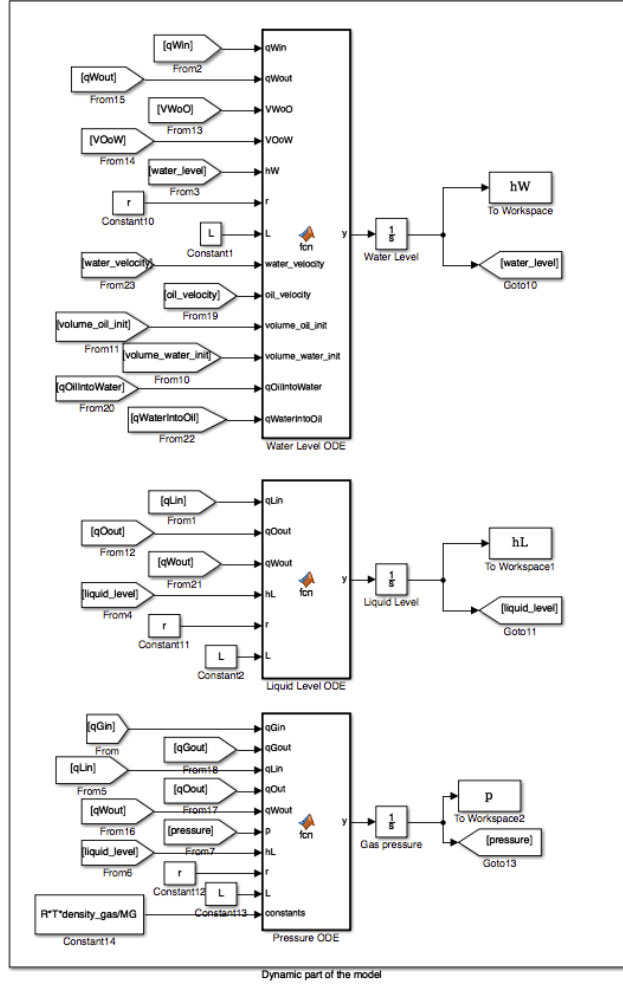 [qWin]
qWin
From2
[qWout]
qWout
From15
[VWoO]
VWoO
From13
[VOoW]
VOoW
From14
[water_level]
hW
From3
r
r
Constant10
L
L
Constant1
fcn
y
1/s
Water Level
hW
To Workspace
[water_level]
Goto10
[water_velocity]
water_velocity
From23
[oil_velocity]
oil_velocity
From19
[volume_oil_init]
volume_oil_init
From11
[volume_water_init]
volume_water_init
From10
[qOilIntoWater]
qOilIntoWater
From20
[qWaterIntoOil]
qWaterIntoOil
From22
Water Level ODE
[qLin]
qLin
From1
[qOout]
qOout
From12
[qWout]
qWout
From21
[liquid_level]
hL
From4
r
r
Constant11
L
L
Constant2
fcn
y
1/s
Liquid Level
hL
To Workspace1
[liquid_level]
Goto11
Liquid Level ODE
[qGin]
qGin
From
[qGout]
qGout
From18
[qLin]
qLin
From5
[qOout]
qOut
From17
[qWout]
qWout
From16
[pressure]
p
From7
[liquid_level]
hL
From6
r
r
Constant12
L
L
Constant13
R*T*density_gas/MG
constants
Constant14
fcn
y
1/s
Gas pressure
p
To Workspace2
[pressure]
Goto13
Pressure ODE
Dynamic part of the model